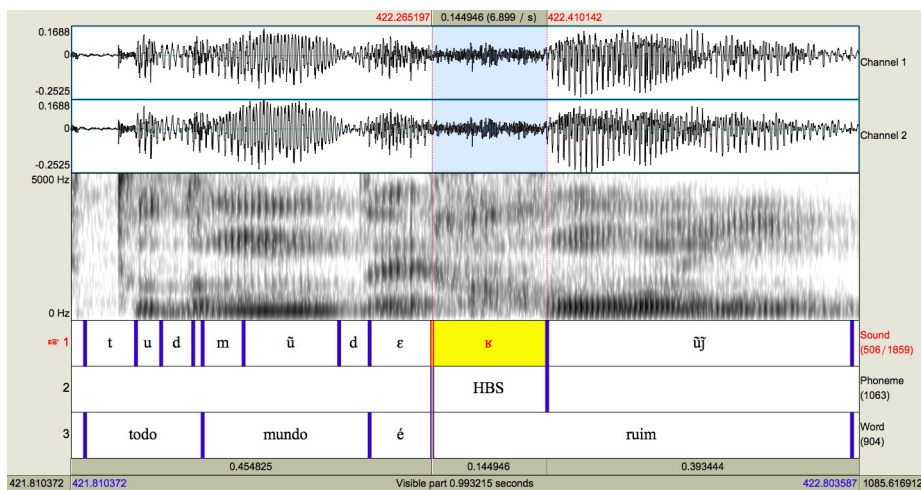 422.265197 0.144946 (6.899 / s) 422.410142
0.1688
0
-0.2525
Channel 1
0.1688
0
-0.2525
Channel 2
5000 Hz
0 Hz
☞ 1 t u d m ũ d ɛ ʁ ũj̃ Sound
(506 / 1859)
2 HBS Phoneme
(1063)
3 todo mundo é ruim Word
(904)
0.454825 0.144946 0.393444
421.810372 421.810372 Visible part 0.993215 seconds 422.803587 1085.616912